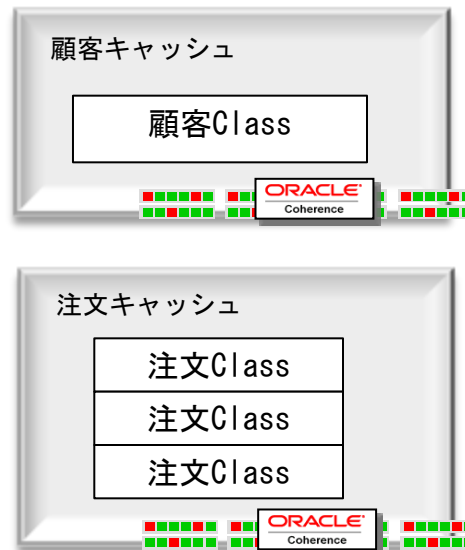 顧客キャッシュ
顧客Class
ORACLE
Coherence
注文キャッシュ
注文Class
注文Class
注文Class
ORACLE
Coherence